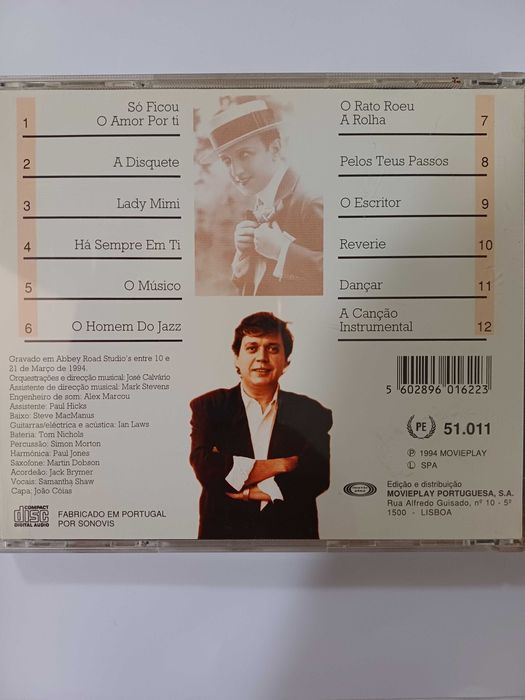 1 Só Ficou
O Amor Por ti
2 A Disquete
3 Lady Mimi
4 Há Sempre Em Ti
5 O Músico
6 O Homem Do Jazz
O Rato Roeu
A Rolha 7
Pelos Teus Passos 8
O Escritor 9
Reverie 10
Dançar 11
A Canção
Instrumental 12
Gravado em Abbey Road Studio's entre 10 e
21 de Março de 1994.
Orquestrações e direcção musical: José Calvário
Assistente de direcção musical: Mark Stevens
Engenheiro de som: Alex Marcou
Assistente: Paul Hicks
Baixo: Steve MacManus
Guitarras/eléctrica e acústica: Ian Laws
Bateria: Tom Nichols
Percussão: Simon Morton
Harmónica: Paul Jones
Saxofone: Martin Dobson
Acordeão: Jack Brymer
Vocais: Samantha Shaw
Capa: João Cóias
COMPACT
disc
DIGITAL AUDIO
FABRICADO EM PORTUGAL
POR SONOVIS
5 602896 016223
PE 51.011
Ⓟ 1994 MOVIEPLAY
Ⓛ SPA
Edição e distribuição
MOVIEPLAY PORTUGUESA, S.A.
Rua Alfredo Guisado, nº 10 - 5º
1500 - LISBOA